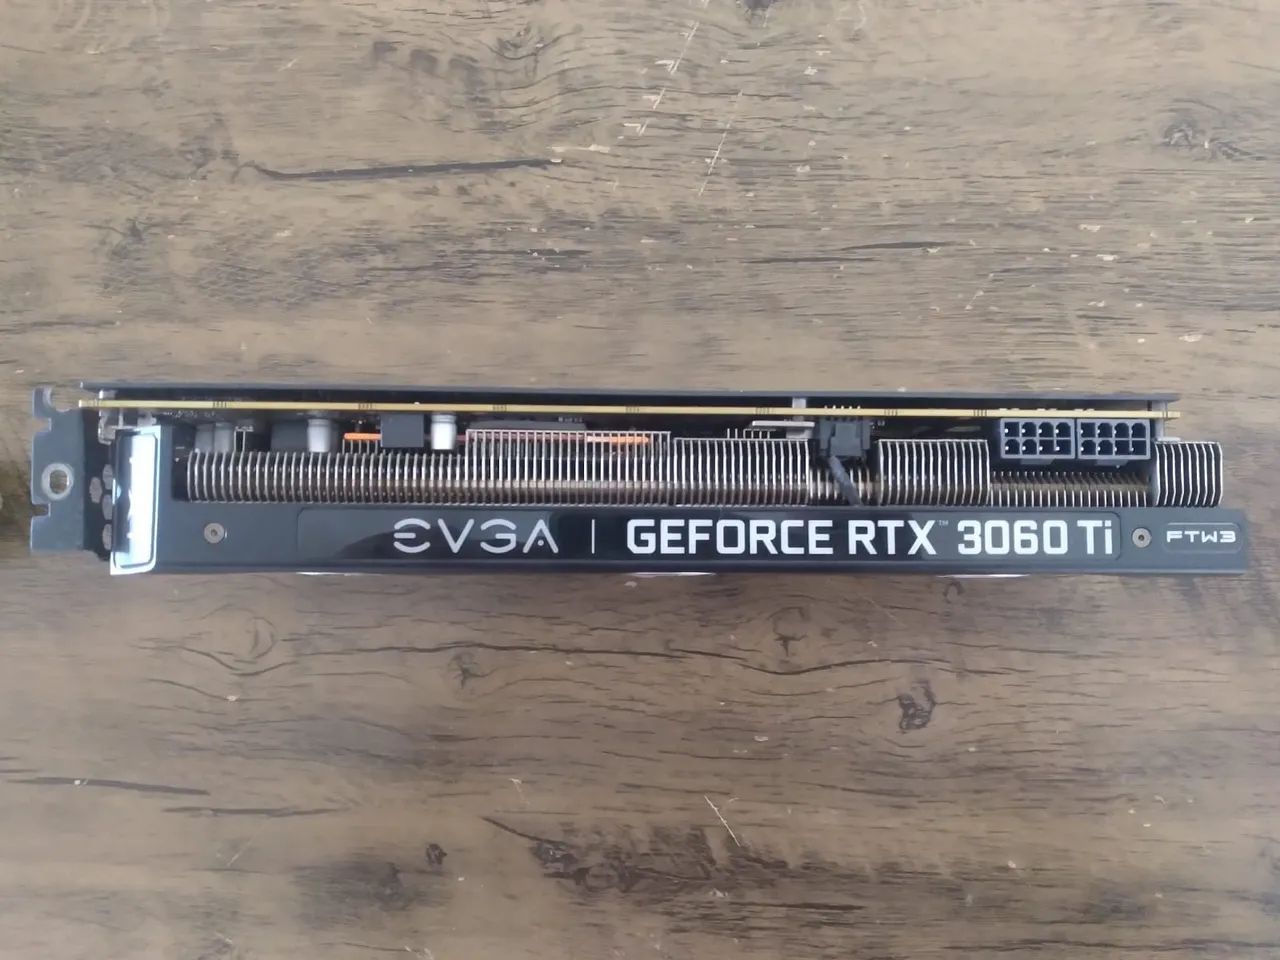 EVGA | GEFORCE RTX™ 3060 Ti FTW3